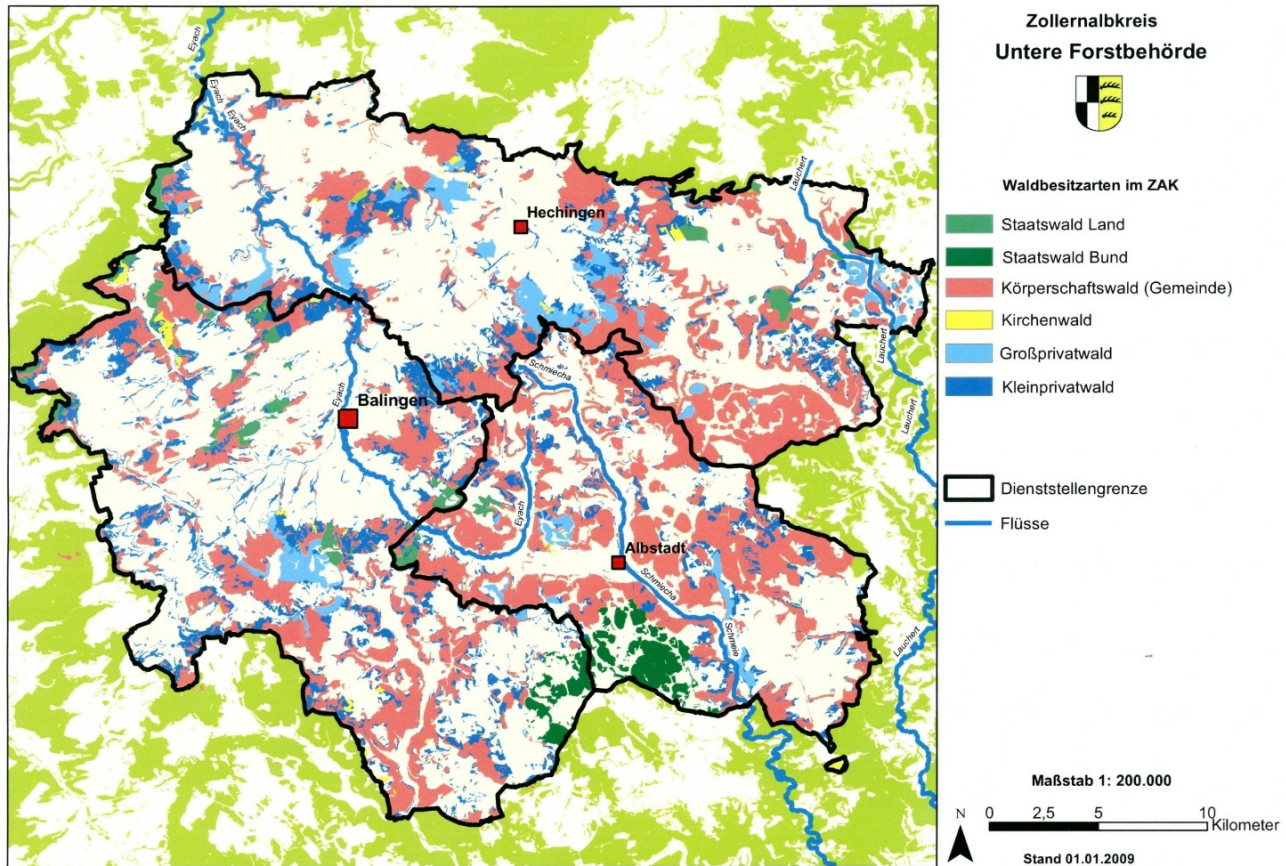 Zollernalbkreis
Untere Forstbehörde
Waldbesitzarten im ZAK
Staatswald Land
Staatswald Bund
Körperschaftswald (Gemeinde)
Kirchenwald
Großprivatwald
Kleinprivatwald
Dienststellengrenze
Flüsse
Maßstab 1: 200.000
N
0 2,5 5 10
Kilometer
Stand 01.01.2009
Eyach
Eyach
Eyach
Lauchert
Hechingen
Lauchert
Schmiecha
Eyach
Balingen
Lauchert
Eyach
Albstadt
Schmiecha
Schmeie
Lauchert